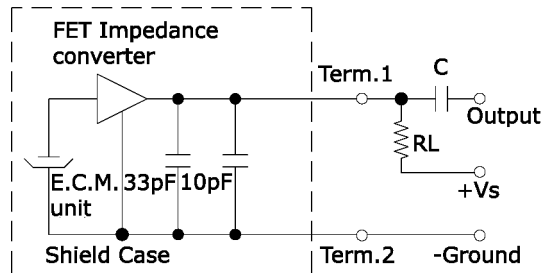 FET Impedance
converter
Term.1
C
Output
RL
E.C.M. 33pF 10pF
unit
+Vs
Shield Case
Term.2
-Ground